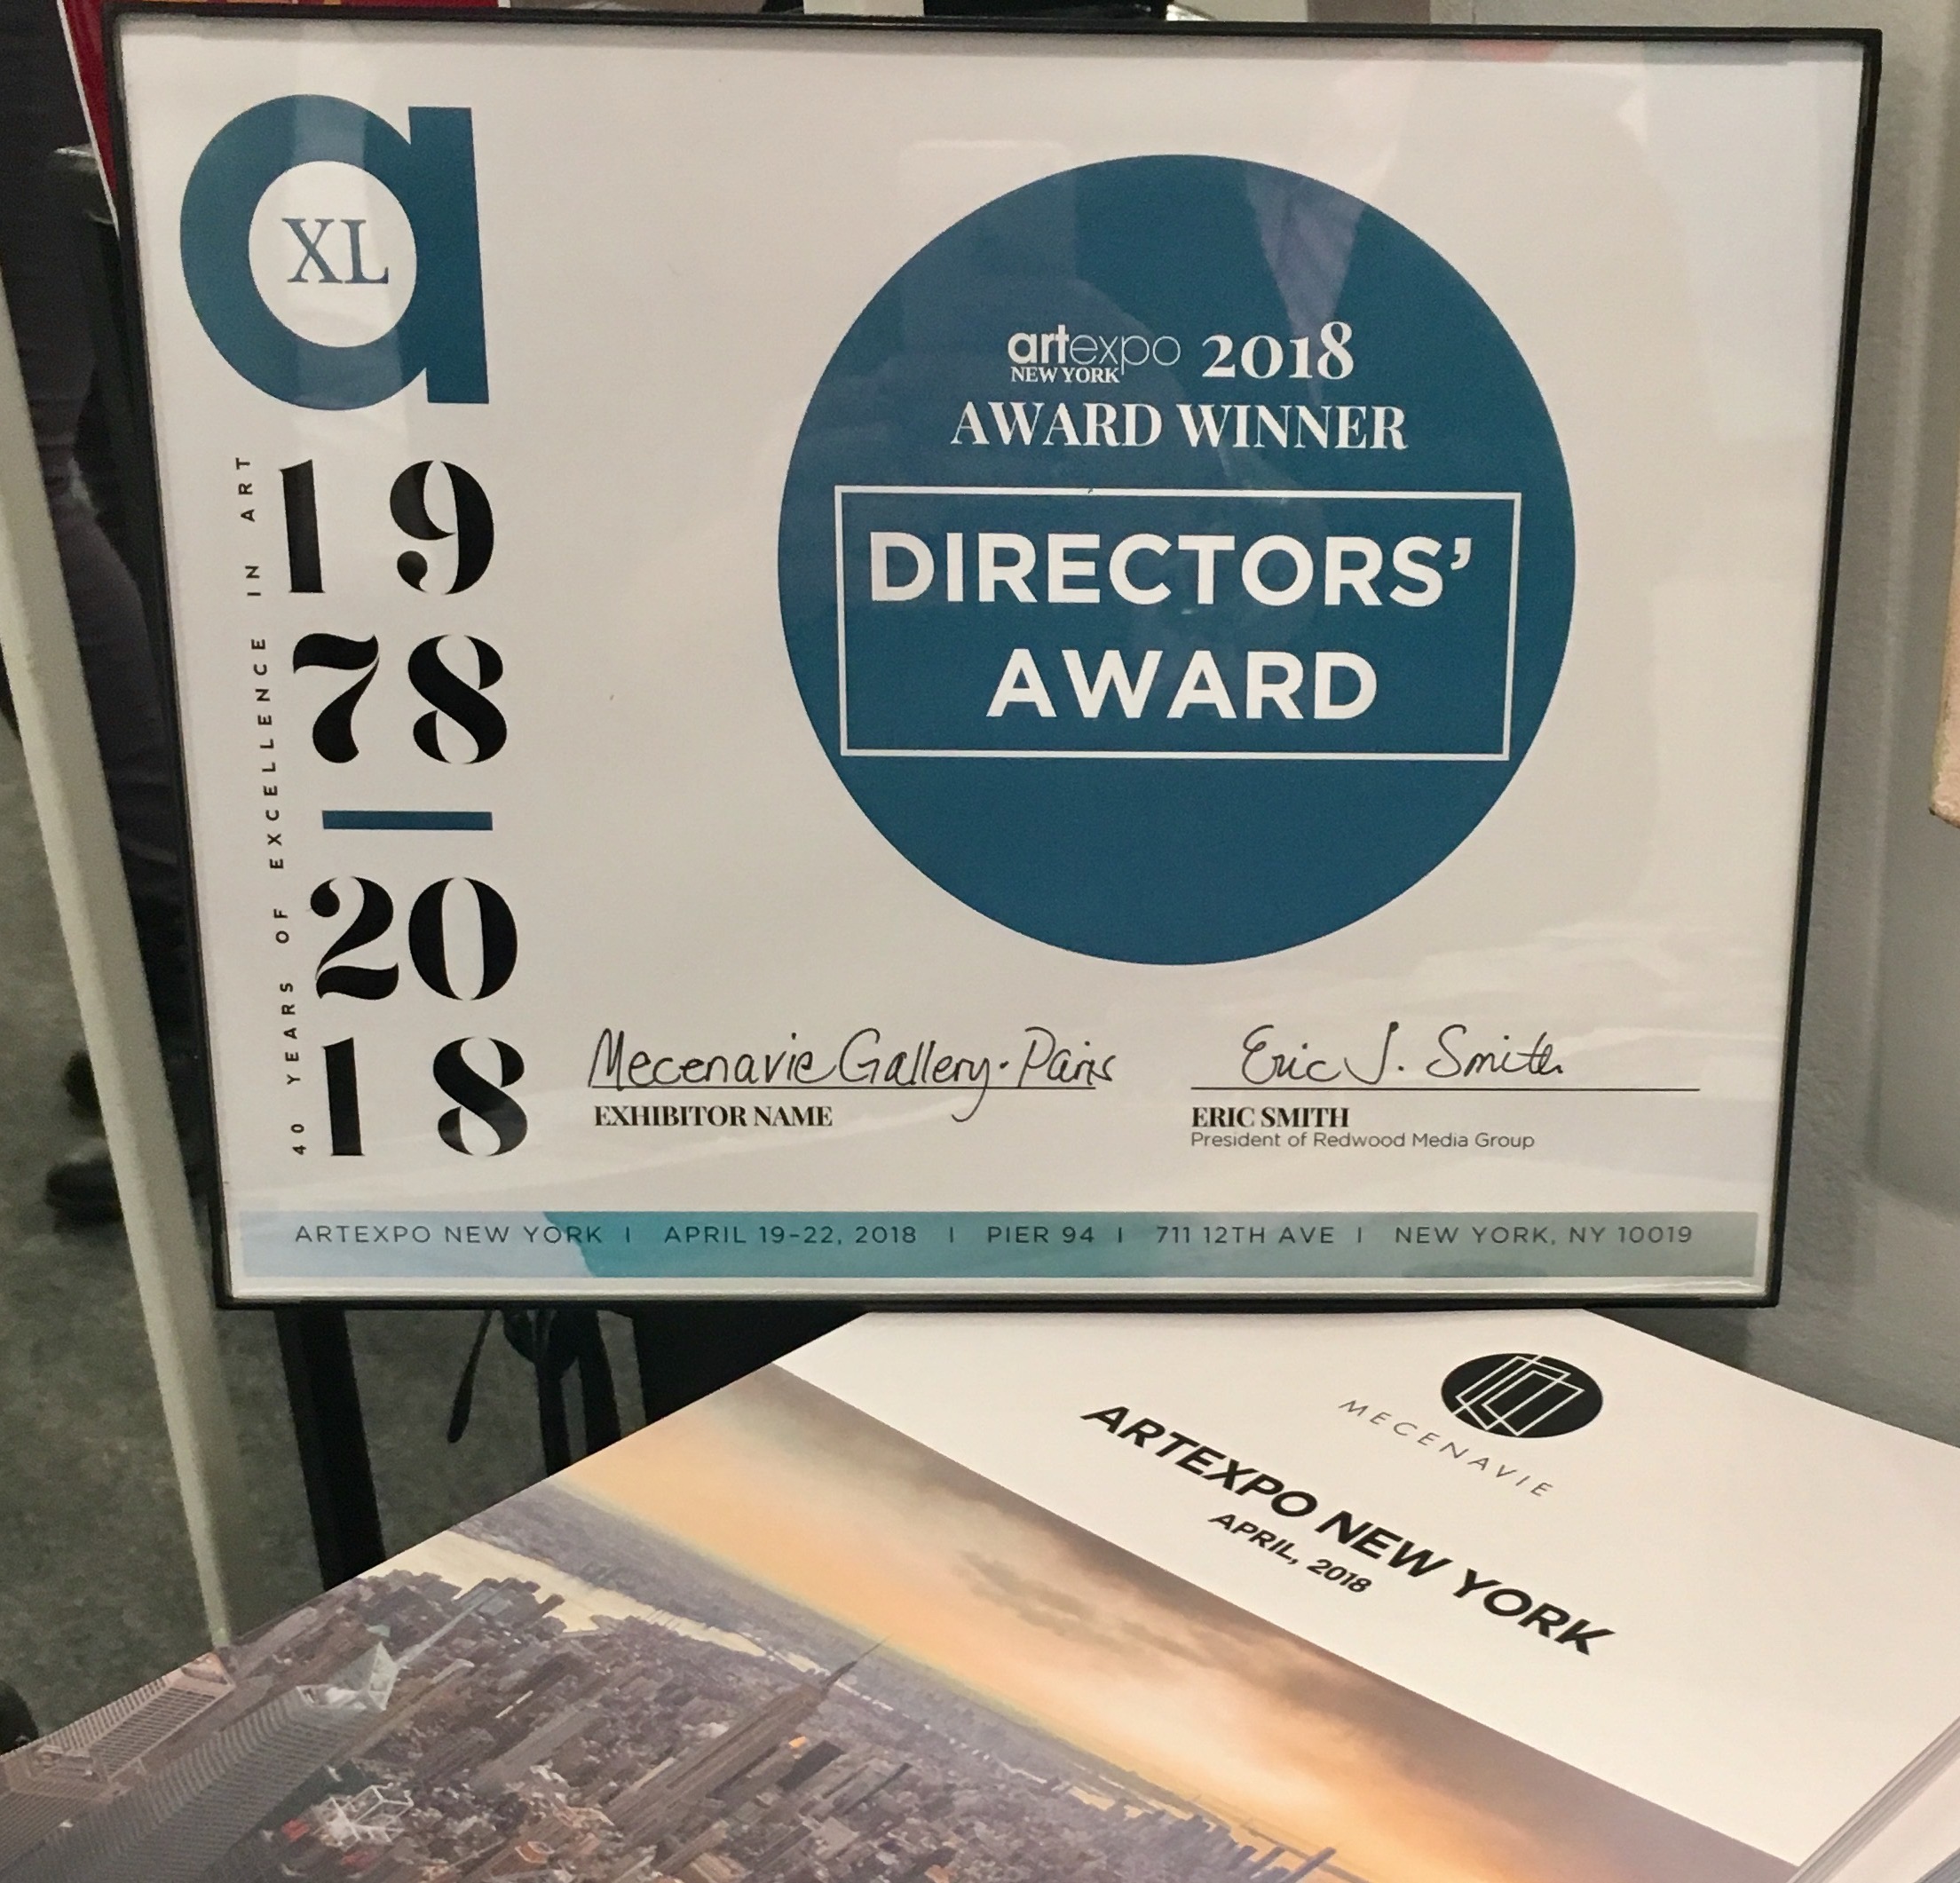 a
XL
40 YEARS OF EXCELLENCE IN ART
19
78
20
18
artexpo 2018
NEW YORK
AWARD WINNER
DIRECTORS’
AWARD
Mecenavie Gallery · Paris
EXHIBITOR NAME
Eric J. Smith
ERIC SMITH
President of Redwood Media Group
ARTEXPO NEW YORK | APRIL 19-22, 2018 | PIER 94 | 711 12TH AVE | NEW YORK, NY 10019
MECENAVIE
ARTEXPO NEW YORK
APRIL, 2018